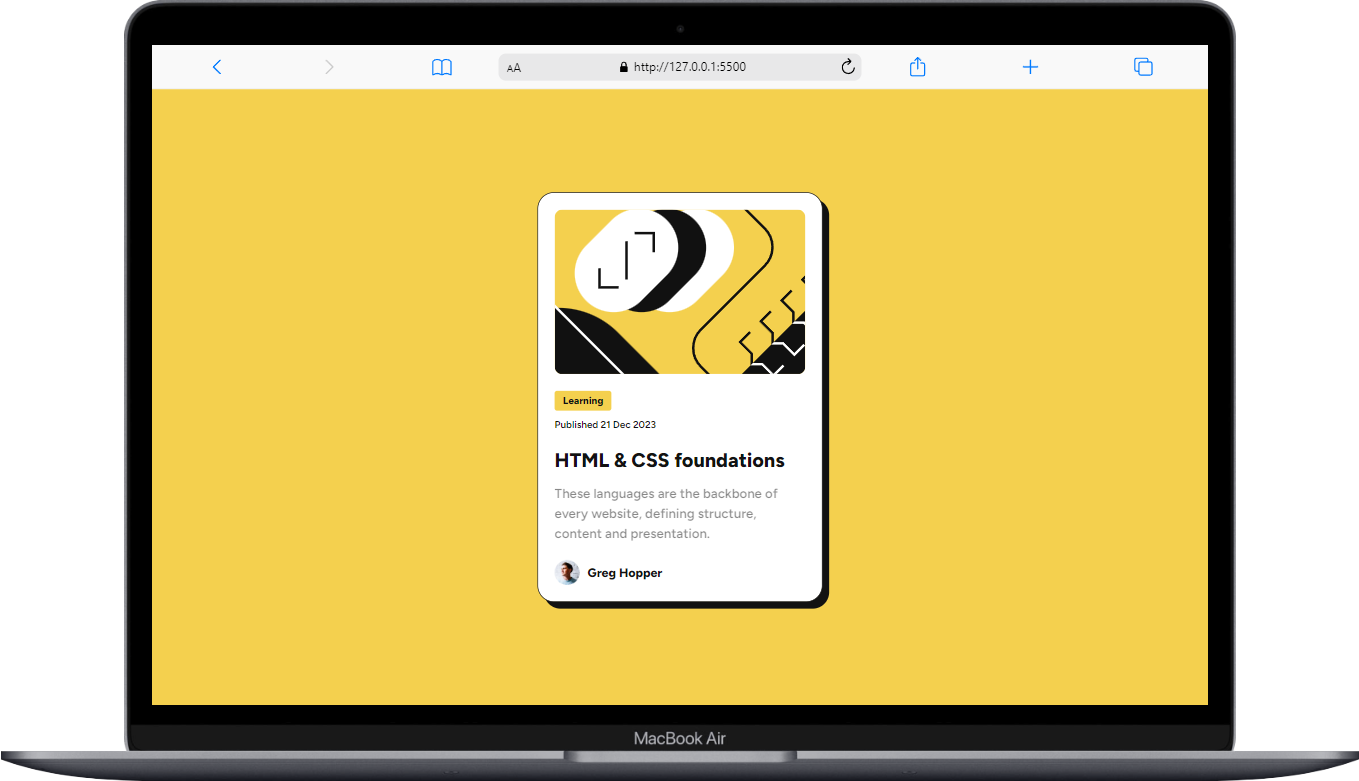 AA http://127.0.0.1:5500
Learning
Published 21 Dec 2023
HTML & CSS foundations
These languages are the backbone of
every website, defining structure,
content and presentation.
Greg Hopper
MacBook Air